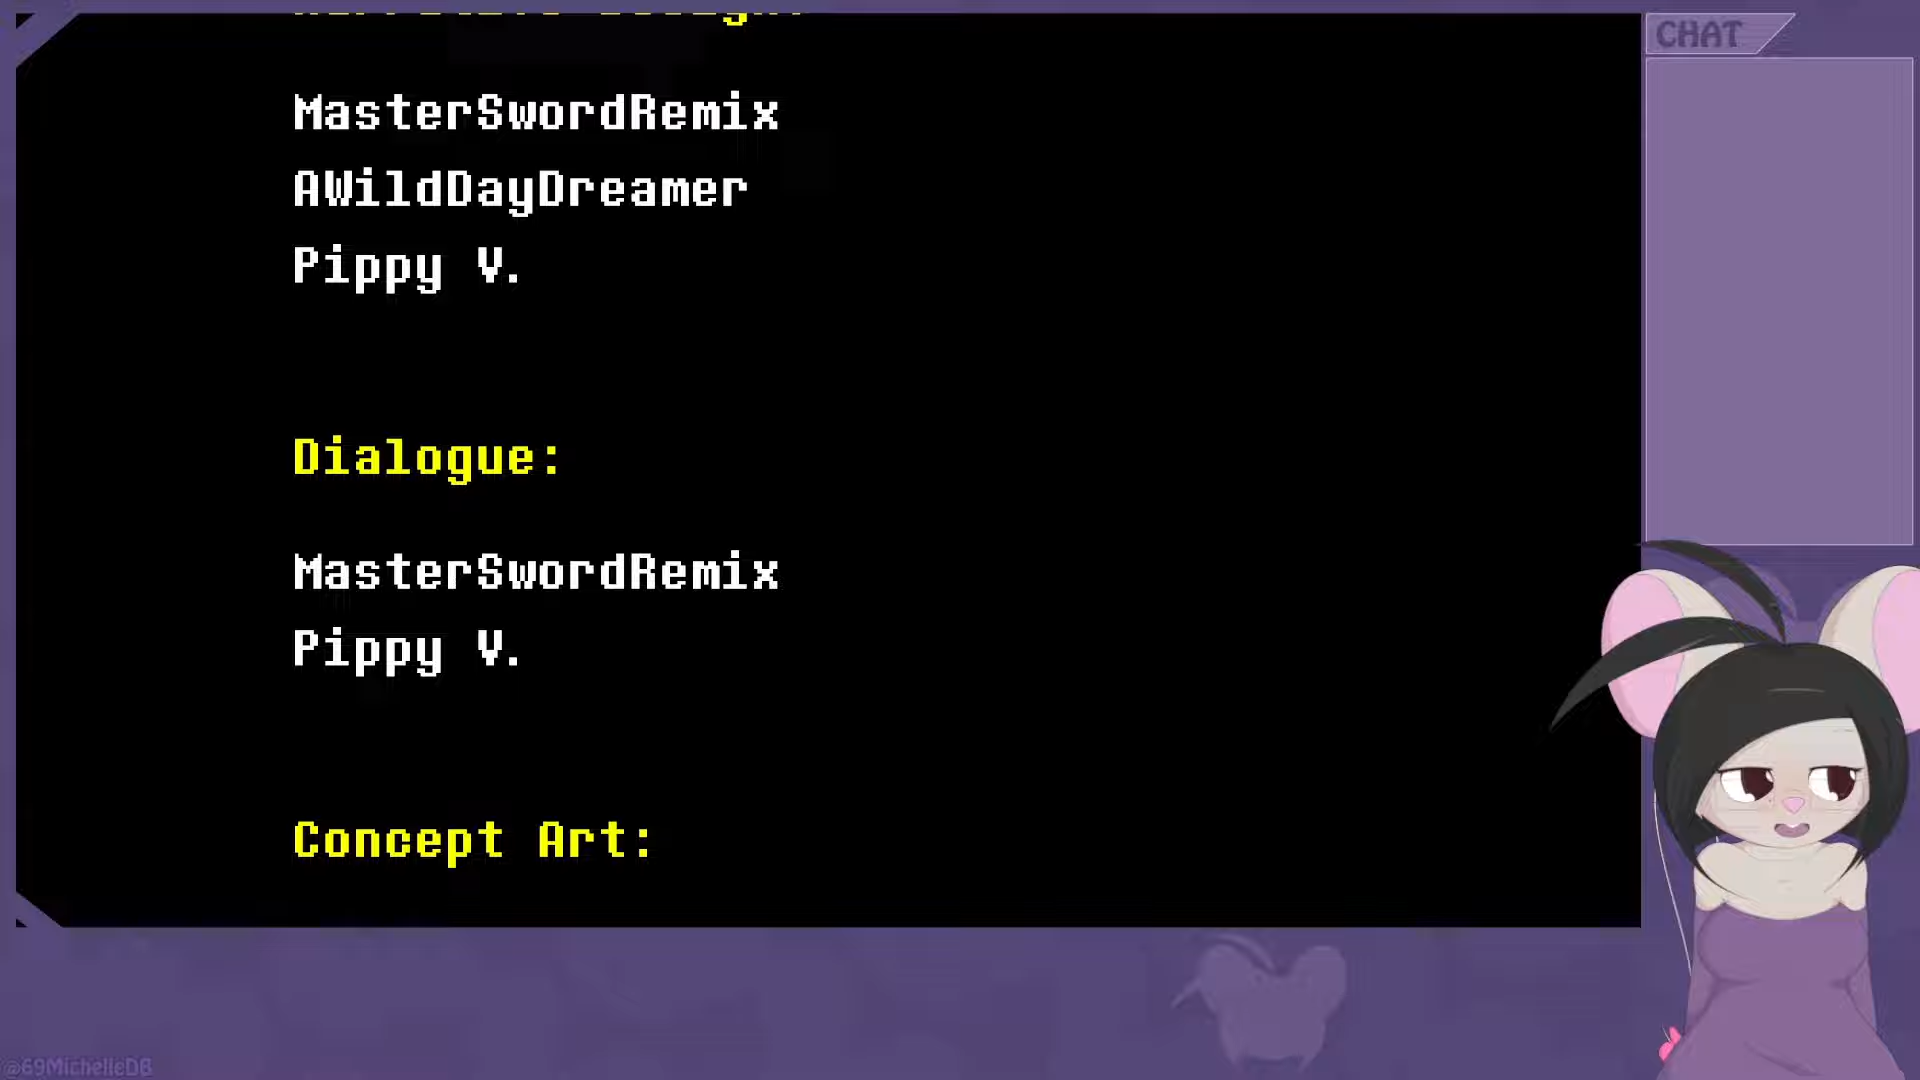 CHAT
MasterSwordRemix
AWildDayDreamer
Pippy V.
Dialogue:
MasterSwordRemix
Pippy V.
Concept Art:
@69MichelleDB